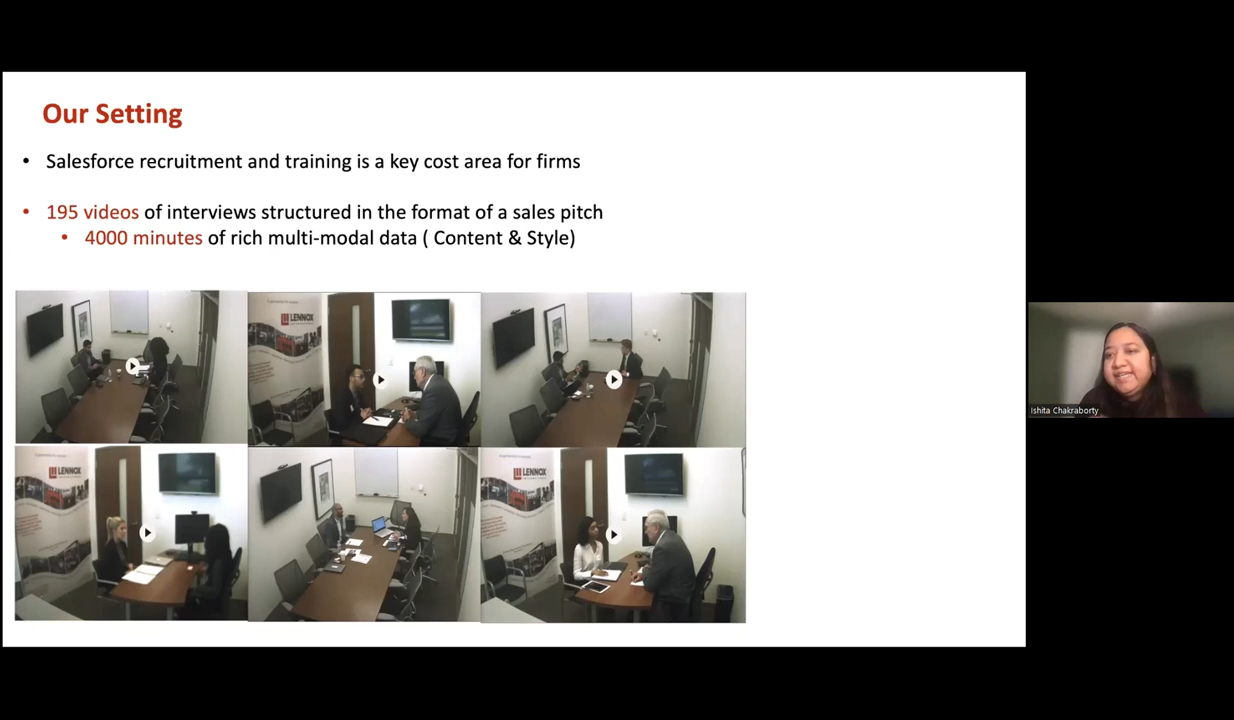 Our Setting
• Salesforce recruitment and training is a key cost area for firms
• 195 videos of interviews structured in the format of a sales pitch
• 4000 minutes of rich multi-modal data ( Content & Style)
LENNOX
LENNOX
LENNOX
Ishita Chakraborty